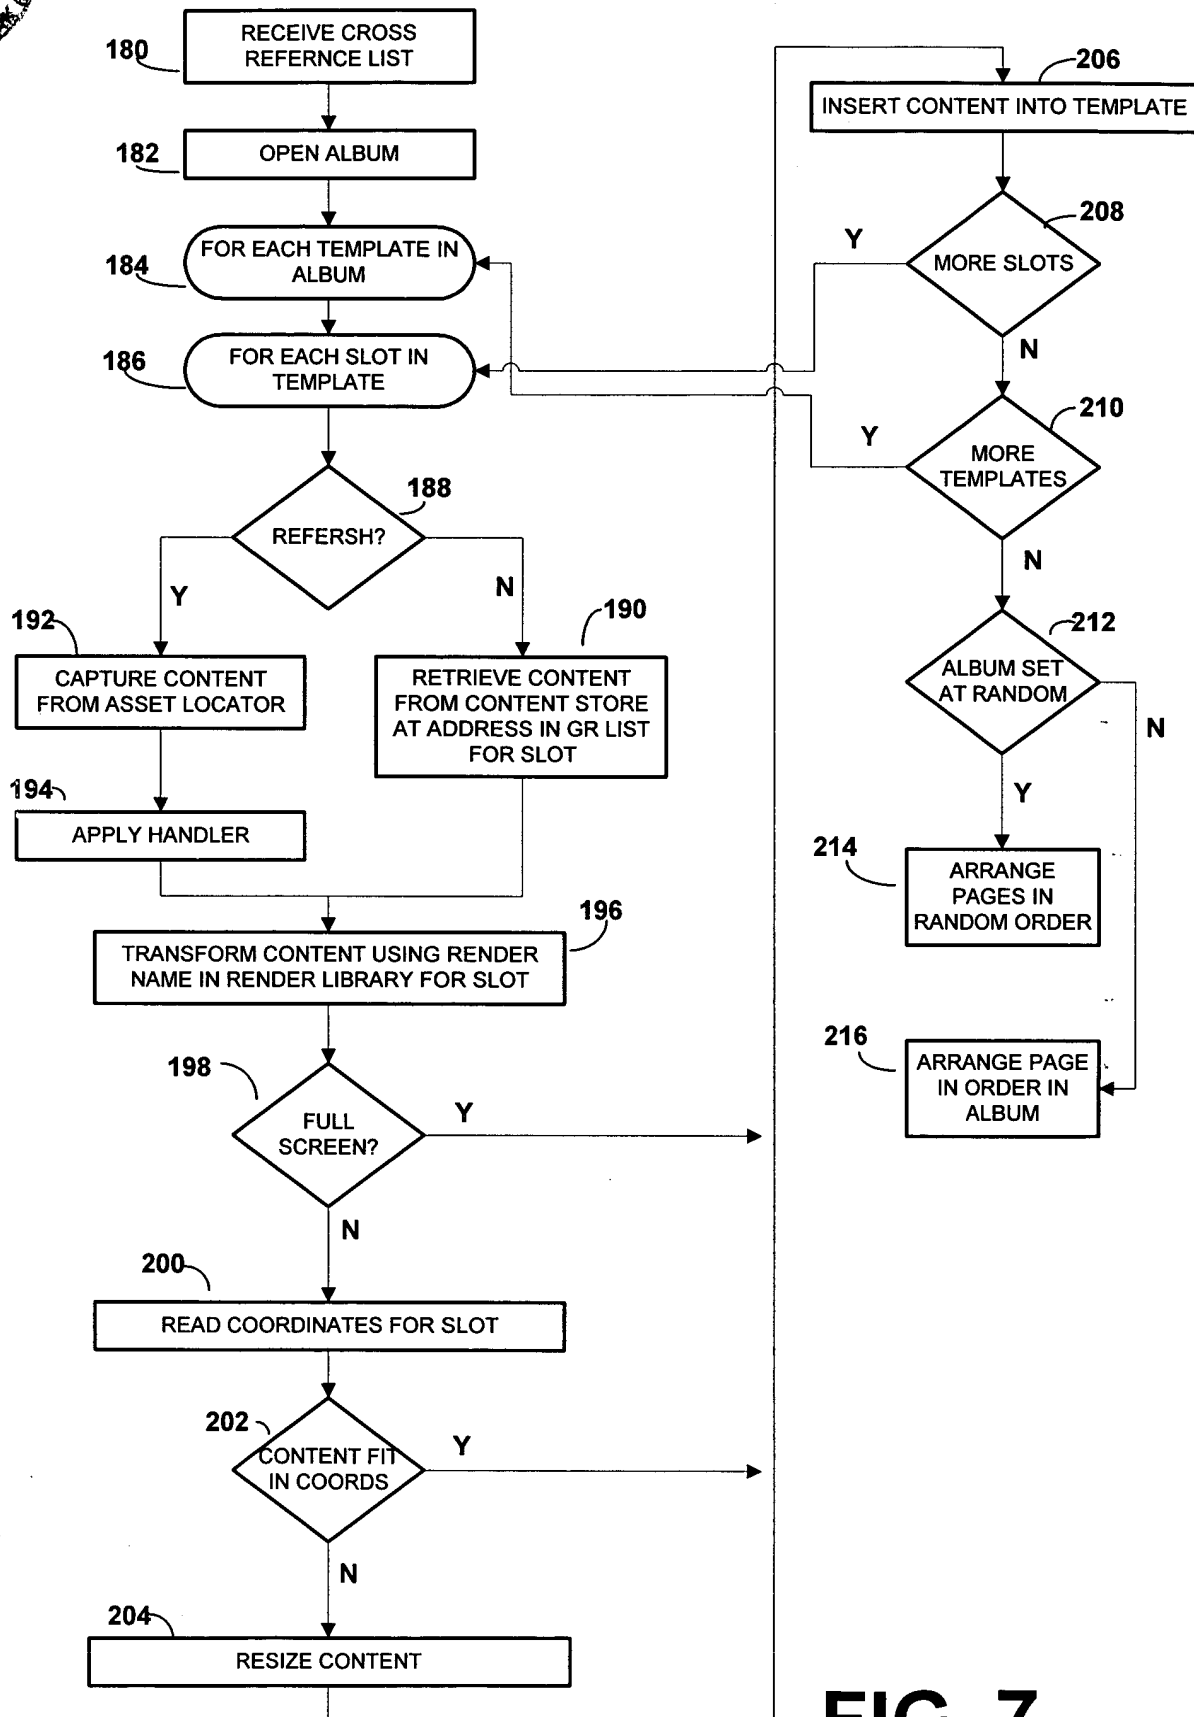 180
RECEIVE CROSS
REFERNCE LIST
182
OPEN ALBUM
184
FOR EACH TEMPLATE IN
ALBUM
186
FOR EACH SLOT IN
TEMPLATE
188
REFERSH?
Y
N
192
CAPTURE CONTENT
FROM ASSET LOCATOR
190
RETRIEVE CONTENT
FROM CONTENT STORE
AT ADDRESS IN GR LIST
FOR SLOT
194
APPLY HANDLER
196
TRANSFORM CONTENT USING RENDER
NAME IN RENDER LIBRARY FOR SLOT
198
FULL
SCREEN?
Y
N
200
READ COORDINATES FOR SLOT
202
CONTENT FIT
IN COORDS
Y
N
204
RESIZE CONTENT
206
INSERT CONTENT INTO TEMPLATE
208
MORE SLOTS
Y
N
210
MORE
TEMPLATES
Y
N
212
ALBUM SET
AT RANDOM
N
Y
214
ARRANGE
PAGES IN
RANDOM ORDER
216
ARRANGE PAGE
IN ORDER IN
ALBUM
FIG. 7